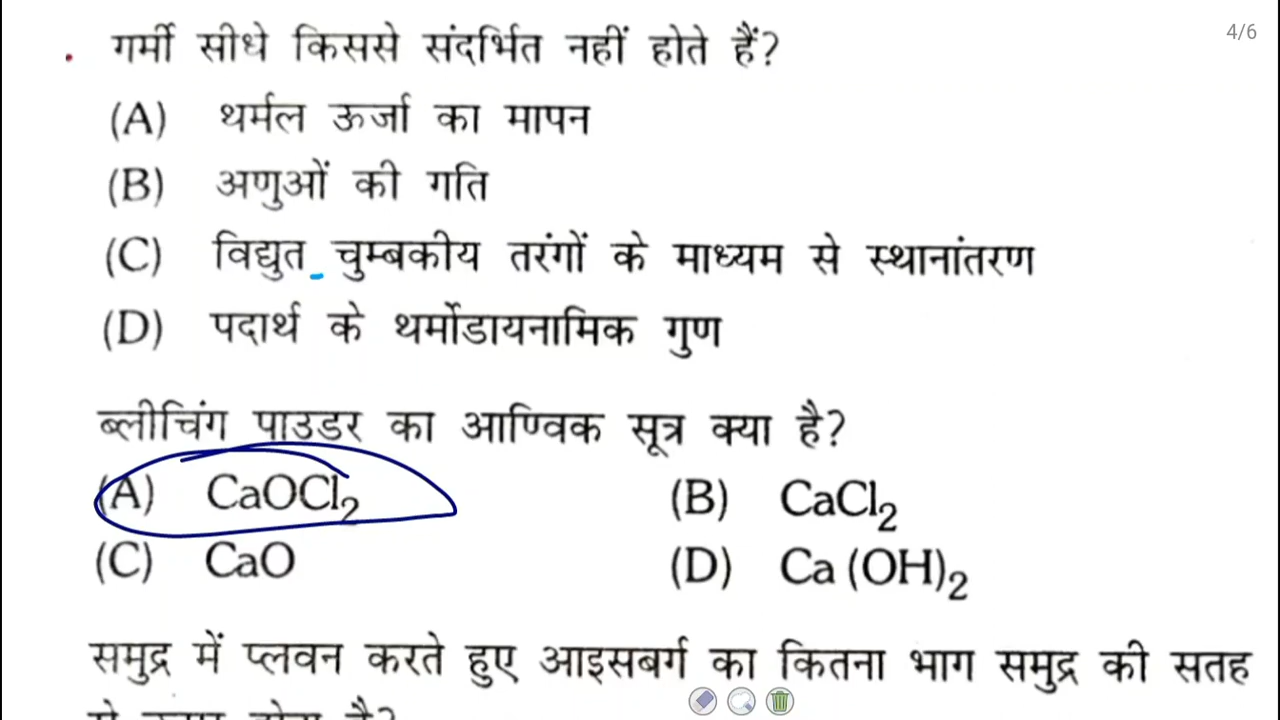 4/6
. गर्मी सीधे किससे संदर्भित नहीं होते हैं?
(A) थर्मल ऊर्जा का मापन
(B) अणुओं की गति
(C) विद्युत चुम्बकीय तरंगों के माध्यम से स्थानांतरण
(D) पदार्थ के थर्मोडायनामिक गुण
ब्लीचिंग पाउडर का आण्विक सूत्र क्या है?
(A) CaOCl₂ (B) CaCl₂
(C) CaO (D) Ca (OH)₂
समुद्र में प्लवन करते हुए आइसबर्ग का कितना भाग समुद्र की सतह